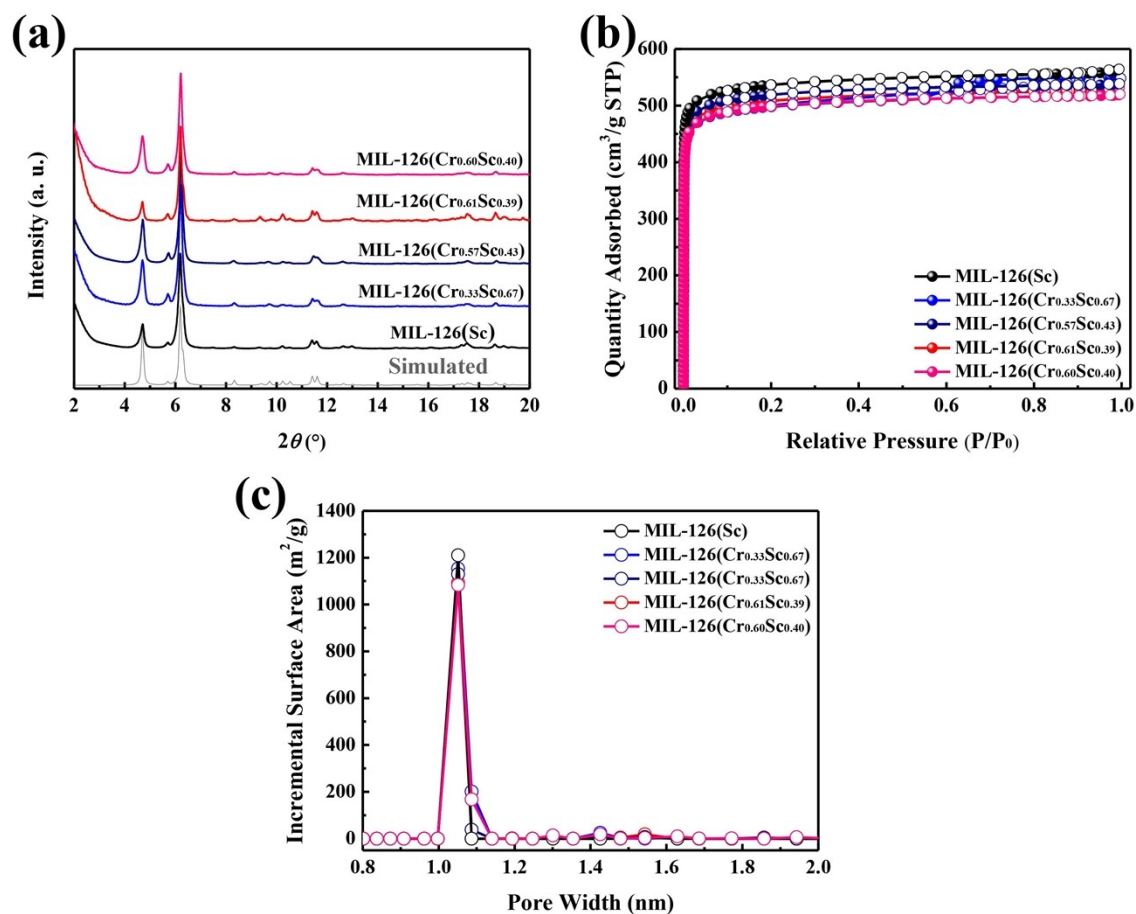 (a)
Intensity (a. u.)
MIL-126(Cr0.60Sc0.40)
MIL-126(Cr0.61Sc0.39)
MIL-126(Cr0.57Sc0.43)
MIL-126(Cr0.33Sc0.67)
MIL-126(Sc)
Simulated
2 4 6 8 10 12 14 16 18 20
2θ (°)
(b)
Quantity Adsorbed (cm³/g STP)
600
500
400
300
200
100
0
MIL-126(Sc)
MIL-126(Cr0.33Sc0.67)
MIL-126(Cr0.57Sc0.43)
MIL-126(Cr0.61Sc0.39)
MIL-126(Cr0.60Sc0.40)
0.0 0.2 0.4 0.6 0.8 1.0
Relative Pressure (P/P0)
(c)
Incremental Surface Area (m²/g)
1400
1200
1000
800
600
400
200
0
MIL-126(Sc)
MIL-126(Cr0.33Sc0.67)
MIL-126(Cr0.33Sc0.67)
MIL-126(Cr0.61Sc0.39)
MIL-126(Cr0.60Sc0.40)
0.8 1.0 1.2 1.4 1.6 1.8 2.0
Pore Width (nm)